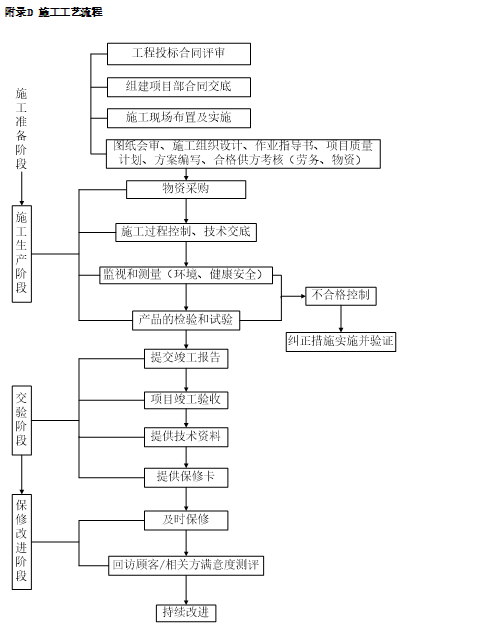 附录D 施工工艺流程
工程投标合同评审
组建项目部合同交底
施工现场布置及实施
图纸会审、施工组织设计、作业指导书、项目质量
计划、方案编写、合格供方考核（劳务、物资）
施工准备阶段
物资采购
施工过程控制、技术交底
监视和测量（环境、健康安全）
产品的检验和试验
施工生产阶段
不合格控制
纠正措施实施并验证
提交竣工报告
项目竣工验收
提供技术资料
提供保修卡
交验阶段
及时保修
回访顾客/相关方满意度测评
保修改进阶段
持续改进